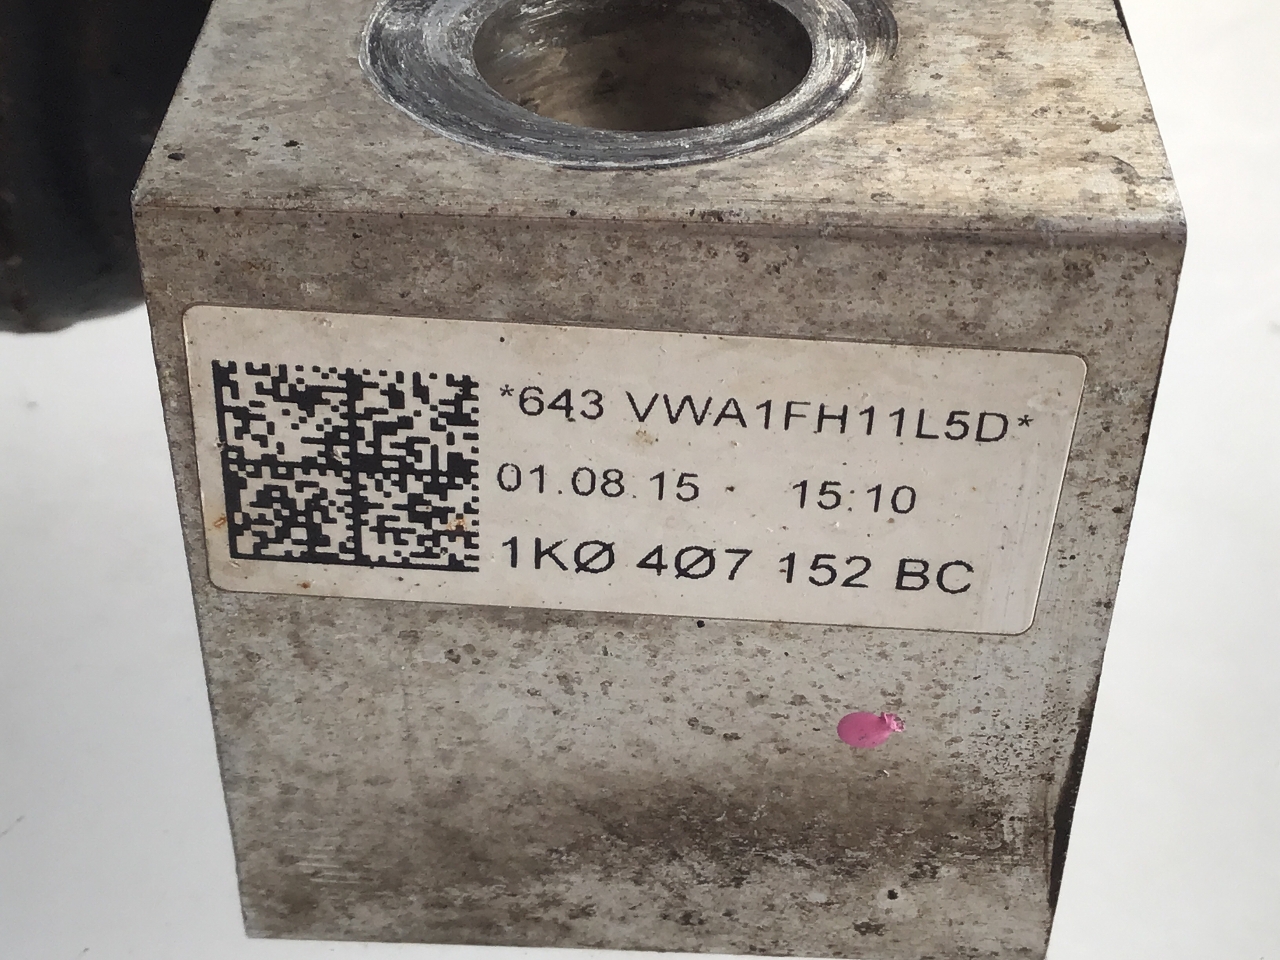 *643 VWA1FH11L5D*
01.08.15 15:10
1KØ 4Ø7 152 BC